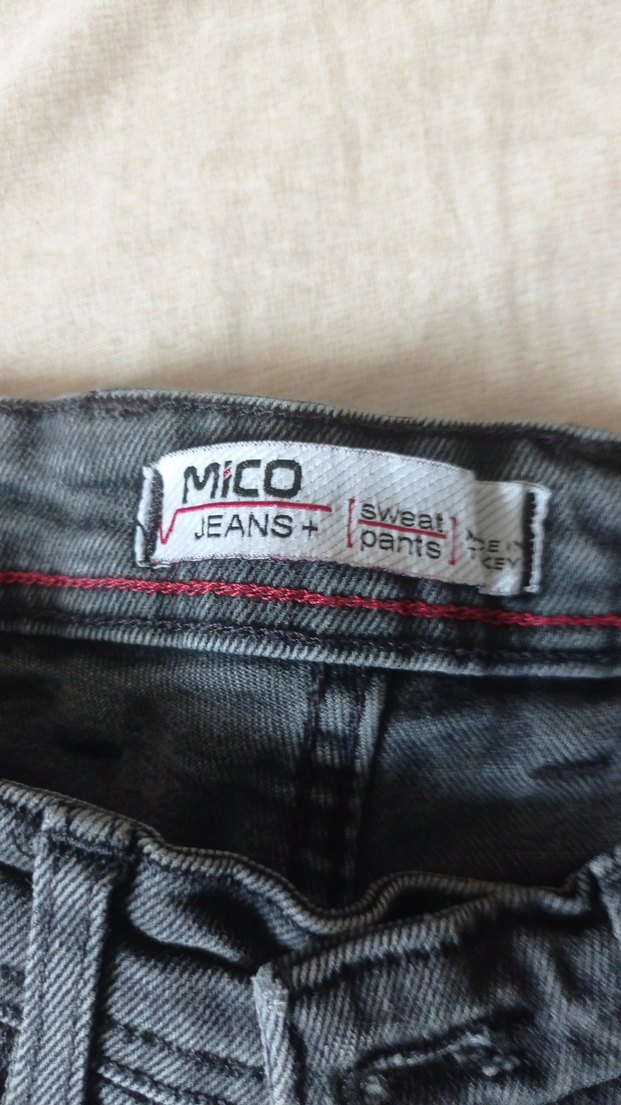 MiCO
JEANS +
[sweat
pants]